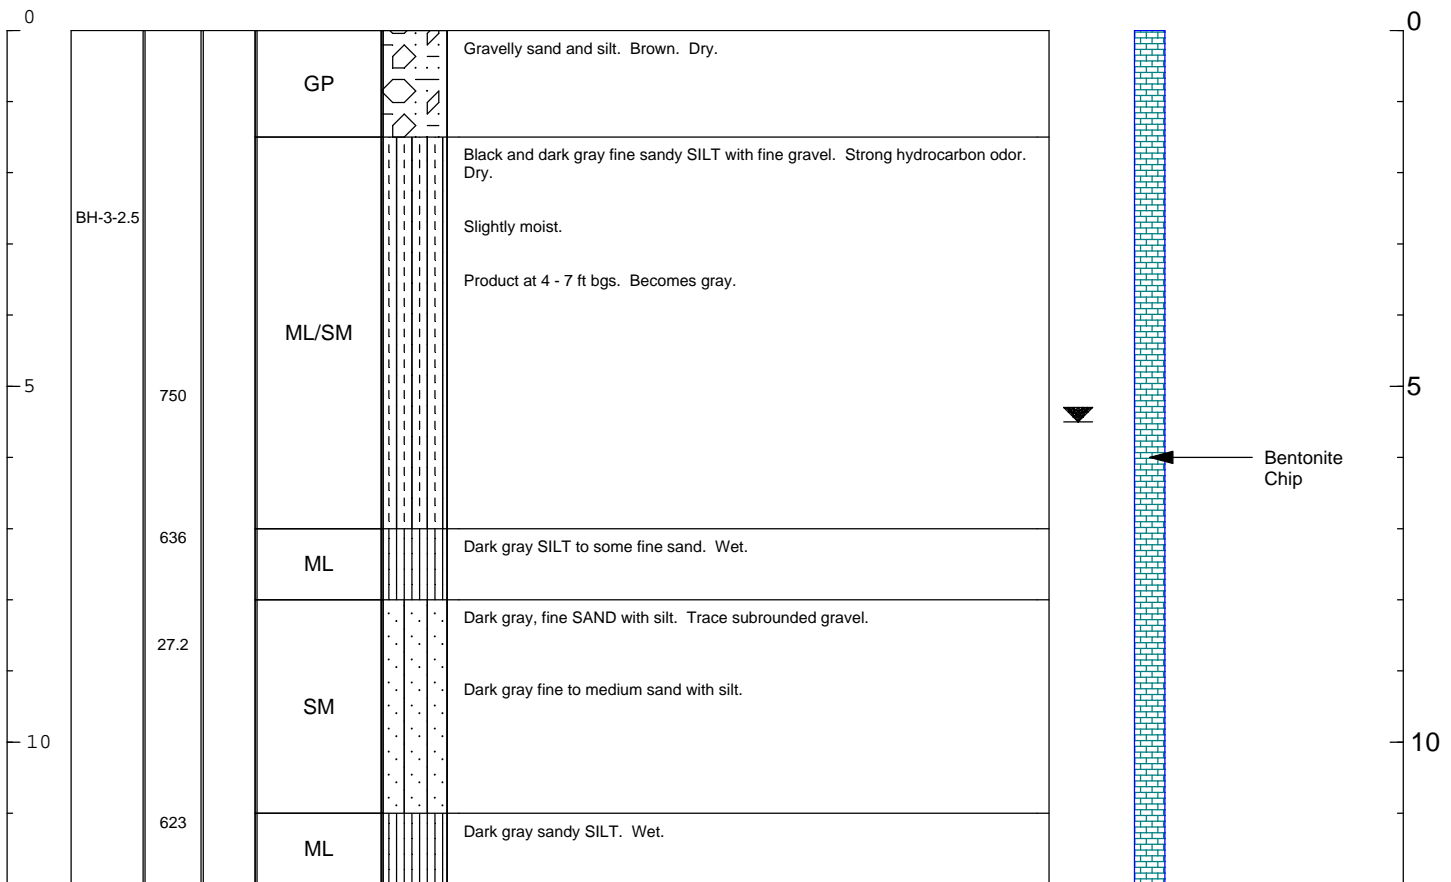 0
0
Gravelly sand and silt.  Brown.  Dry.
GP
Black and dark gray fine sandy SILT with fine gravel.  Strong hydrocarbon odor.
Dry.
BH-3-2.5
Slightly moist.
Product at 4 - 7 ft bgs.  Becomes gray.
ML/SM
5
750
5
Bentonite
Chip
636
Dark gray SILT to some fine sand.  Wet.
ML
Dark gray, fine SAND with silt.  Trace subrounded gravel.
27.2
Dark gray fine to medium sand with silt.
SM
10
10
623
Dark gray sandy SILT.  Wet.
ML